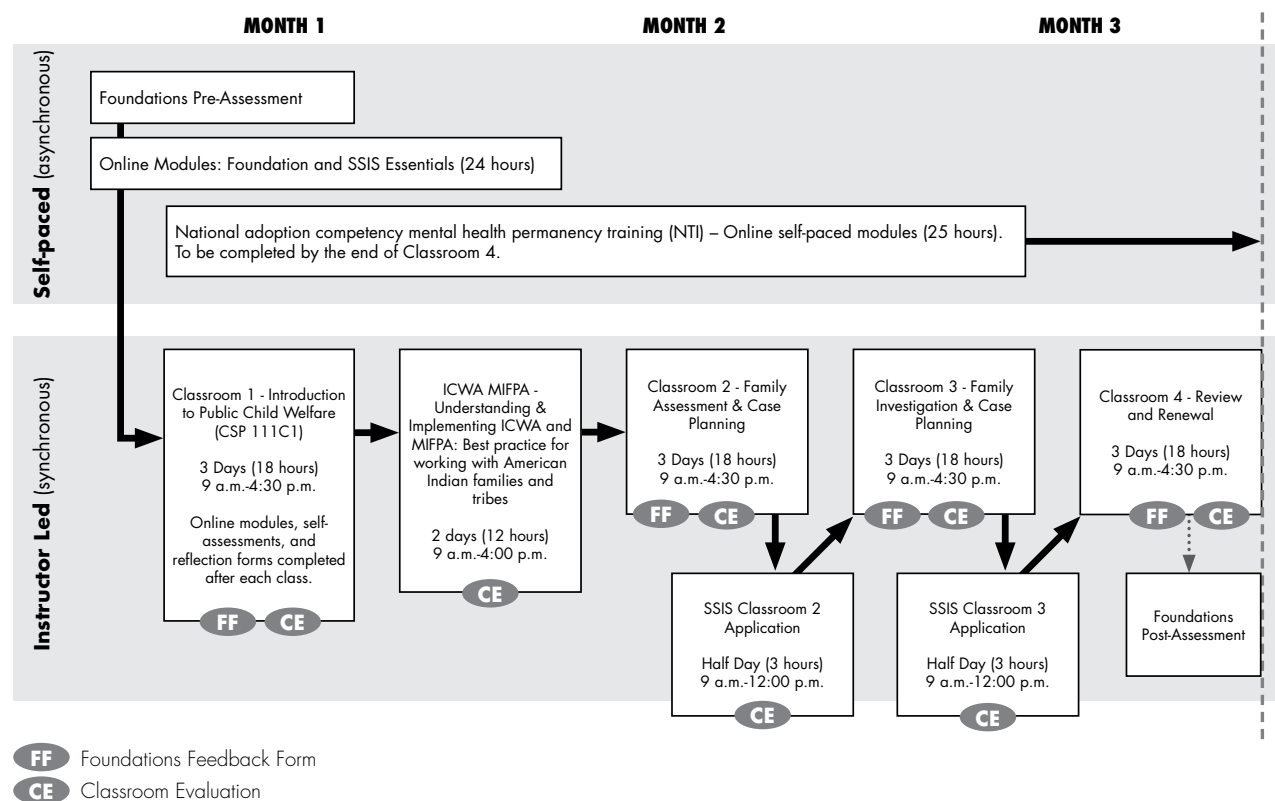 MONTH 1
MONTH 2
MONTH 3
Self-paced (asynchronous)
Foundations Pre-Assessment
Online Modules: Foundation and SSIS Essentials (24 hours)
National adoption competency mental health permanency training (NTI) – Online self-paced modules (25 hours).
To be completed by the end of Classroom 4.
Instructor Led (synchronous)
Classroom 1 - Introduction
to Public Child Welfare
(CSP 111C1)
3 Days (18 hours)
9 a.m.-4:30 p.m.
Online modules, self-
assessments, and
reflection forms completed
after each class.
FF
CE
ICWA MIFPA -
Understanding &
Implementing ICWA and
MIFPA: Best practice for
working with American
Indian families and
tribes
2 days (12 hours)
9 a.m.-4:00 p.m.
CE
Classroom 2 - Family
Assessment & Case
Planning
3 Days (18 hours)
9 a.m.-4:30 p.m.
FF
CE
SSIS Classroom 2
Application
Half Day (3 hours)
9 a.m.-12:00 p.m.
CE
Classroom 3 - Family
Investigation & Case
Planning
3 Days (18 hours)
9 a.m.-4:30 p.m.
FF
CE
SSIS Classroom 3
Application
Half Day (3 hours)
9 a.m.-12:00 p.m.
CE
Classroom 4 - Review
and Renewal
3 Days (18 hours)
9 a.m.-4:30 p.m.
FF
CE
Foundations
Post-Assessment
FF Foundations Feedback Form
CE Classroom Evaluation